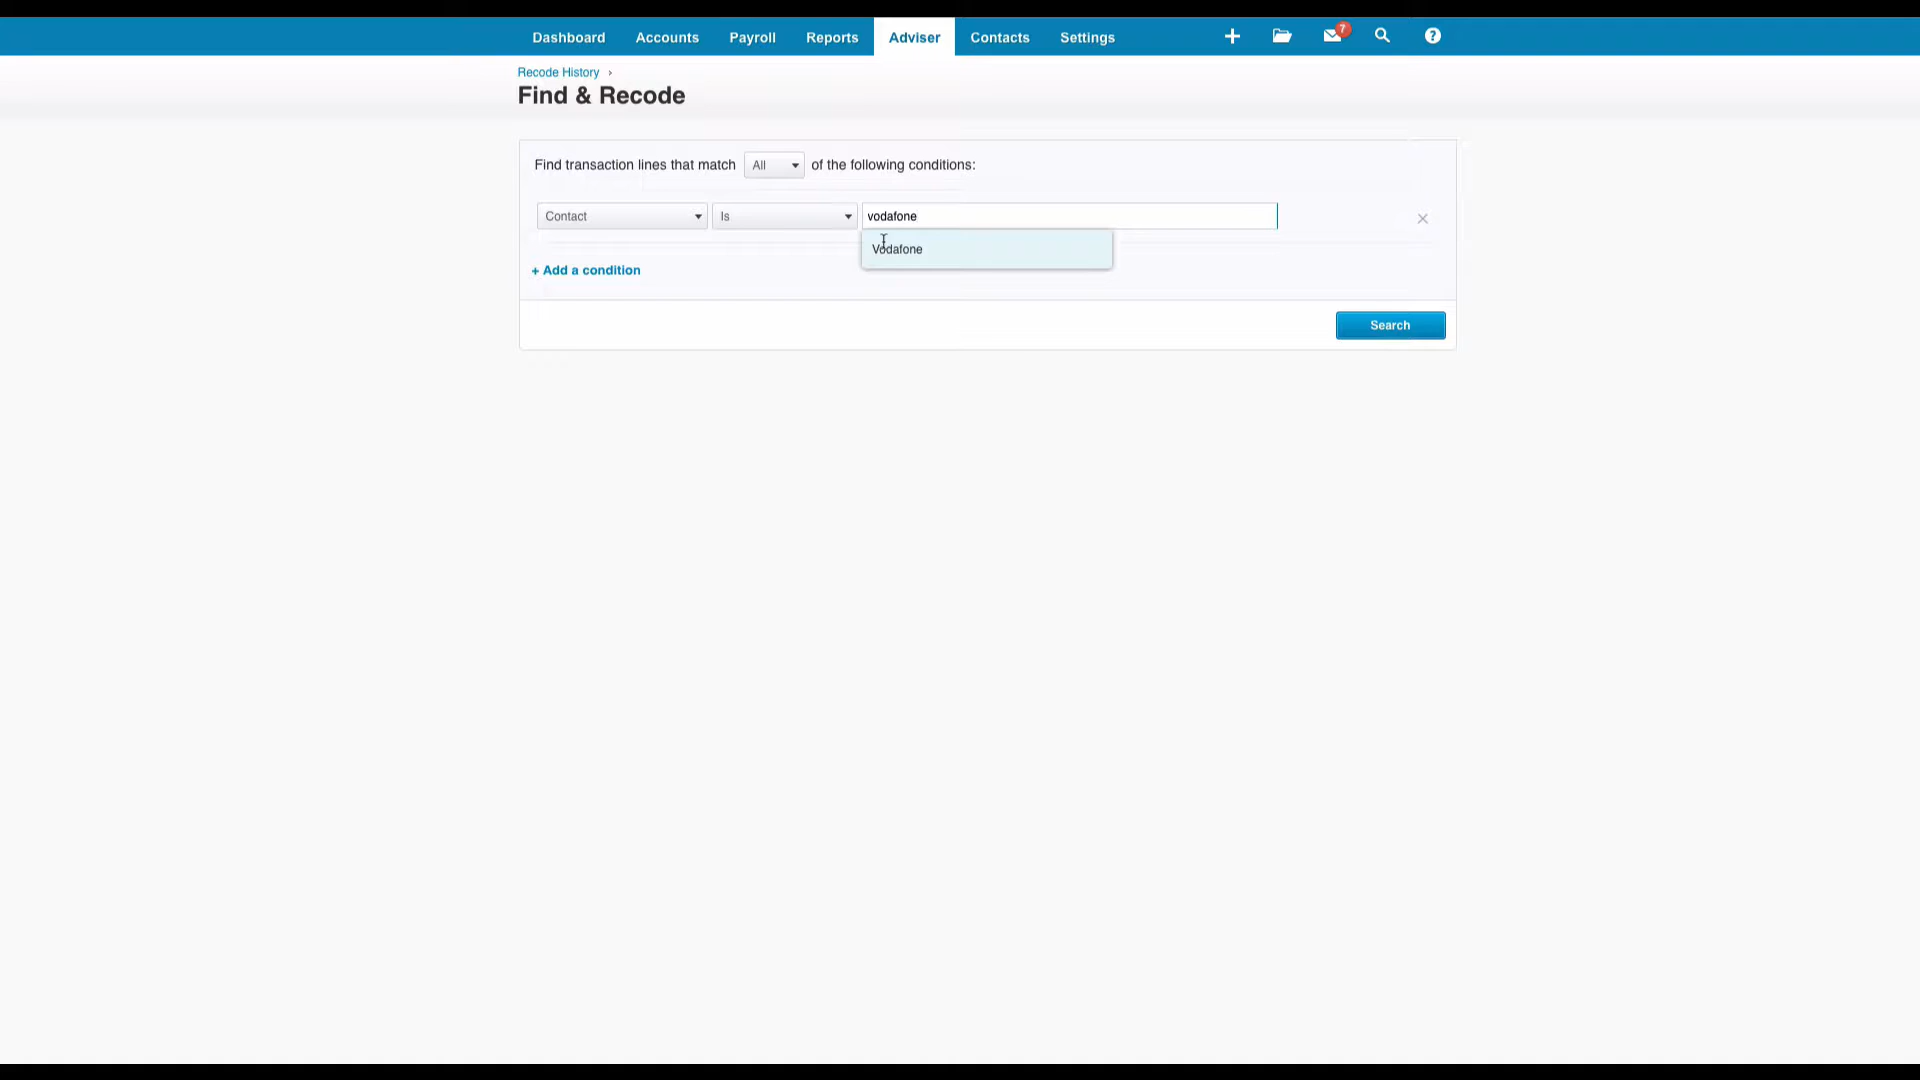 Dashboard Accounts Payroll Reports Adviser Contacts Settings 7 ?
Recode History ›
Find & Recode
Find transaction lines that match All of the following conditions:
Contact Is vodafone
Vodafone
+ Add a condition
Search